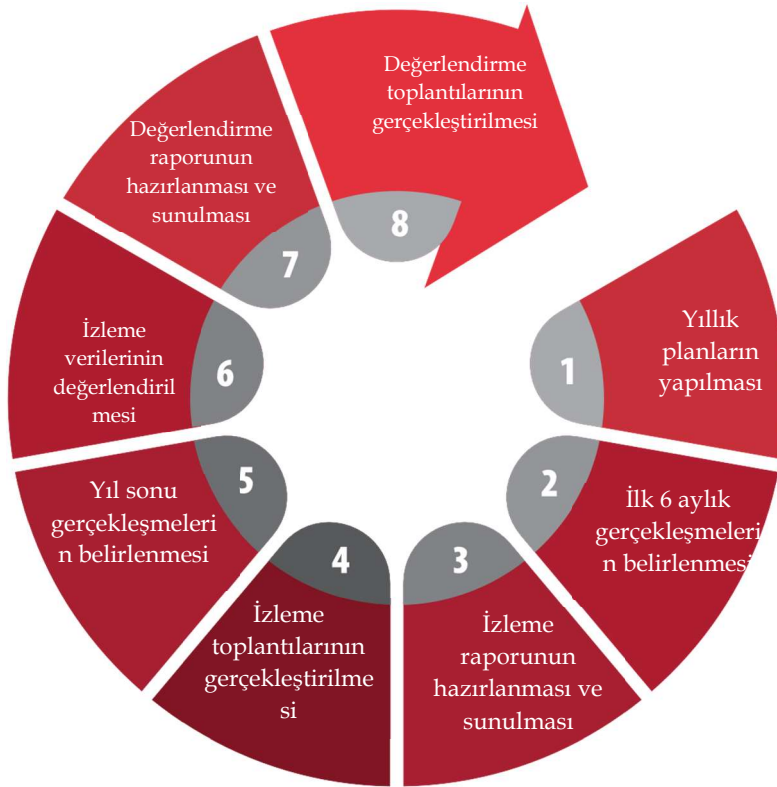 1
Yıllık
planların
yapılması
2
İlk 6 aylık
gerçekleşmeleri
n belirlenmesi
3
İzleme
raporunun
hazırlanması ve
sunulması
4
İzleme
toplantılarının
gerçekleştirilme
si
5
Yıl sonu
gerçekleşmeleri
n belirlenmesi
6
İzleme
verilerinin
değerlendiril
mesi
7
Değerlendirme
raporunun
hazırlanması ve
sunulması
8
Değerlendirme
toplantılarının
gerçekleştirilmesi